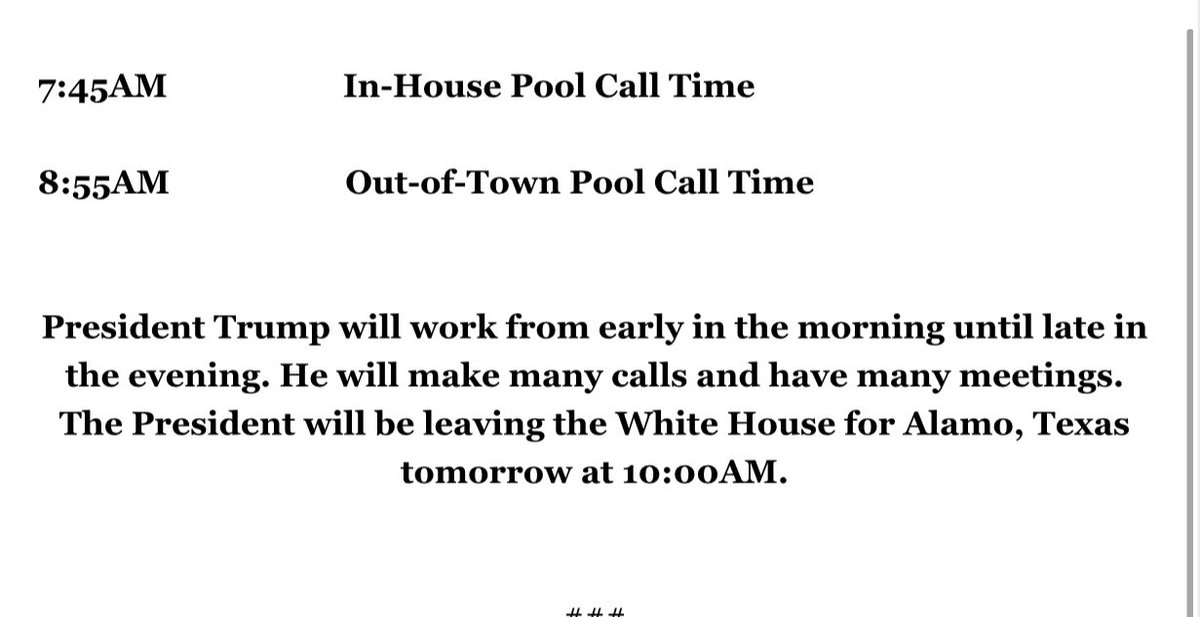 7:45AM In-House Pool Call Time
8:55AM Out-of-Town Pool Call Time
President Trump will work from early in the morning until late in
the evening. He will make many calls and have many meetings.
The President will be leaving the White House for Alamo, Texas
tomorrow at 10:00AM.
###